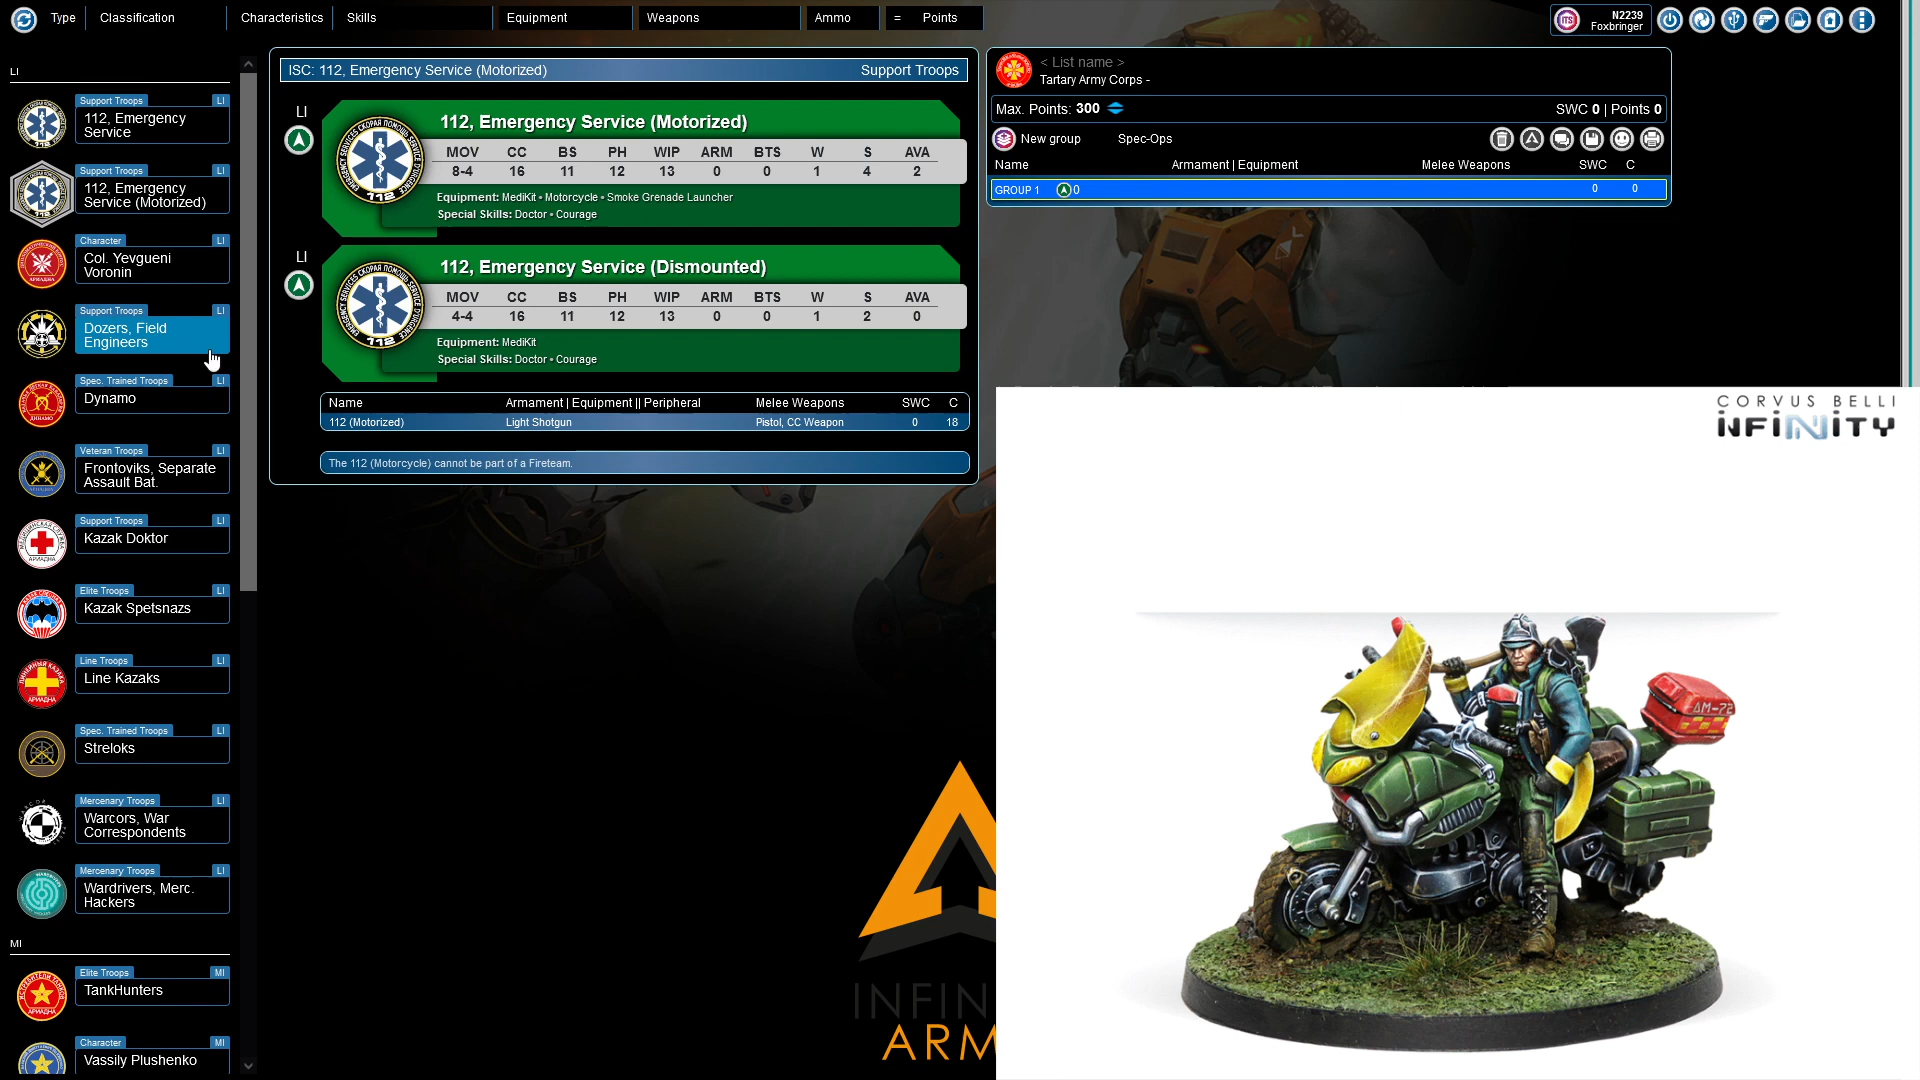 Type
Classification
Characteristics
Skills
Equipment
Weapons
Ammo
=
Points
ITS
N2239
Foxbringer
LI
Support Troops
LI
112, Emergency
Service
Support Troops
LI
112, Emergency
Service (Motorized)
Character
LI
Col. Yevgueni
Voronin
Support Troops
LI
Dozers, Field
Engineers
Spec. Trained Troops
LI
Dynamo
Veteran Troops
LI
Frontoviks, Separate
Assault Bat.
Support Troops
LI
Kazak Doktor
Elite Troops
LI
Kazak Spetsnazs
Line Troops
LI
Line Kazaks
Spec. Trained Troops
LI
Streloks
Mercenary Troops
LI
Warcors, War
Correspondents
Mercenary Troops
LI
Wardrivers, Merc.
Hackers
MI
Elite Troops
MI
TankHunters
Character
MI
Vassily Plushenko
ISC: 112, Emergency Service (Motorized)
Support Troops
LI
112, Emergency Service (Motorized)
MOV CC BS PH WIP ARM BTS W S AVA
8-4 16 11 12 13 0 0 1 4 2
Equipment: MediKit • Motorcycle • Smoke Grenade Launcher
Special Skills: Doctor • Courage
LI
112, Emergency Service (Dismounted)
MOV CC BS PH WIP ARM BTS W S AVA
4-4 16 11 12 13 0 0 1 2 0
Equipment: MediKit
Special Skills: Doctor • Courage
Name Armament | Equipment || Peripheral Melee Weapons SWC C
112 (Motorized) Light Shotgun Pistol, CC Weapon 0 18
The 112 (Motorcycle) cannot be part of a Fireteam.
< List name >
Tartary Army Corps -
Max. Points: 300
SWC 0 | Points 0
New group
Spec-Ops
Name Armament | Equipment Melee Weapons SWC C
GROUP 1 0 0 0
CORVUS BELLI
INFINITY
AM-72
INFIN
ARM